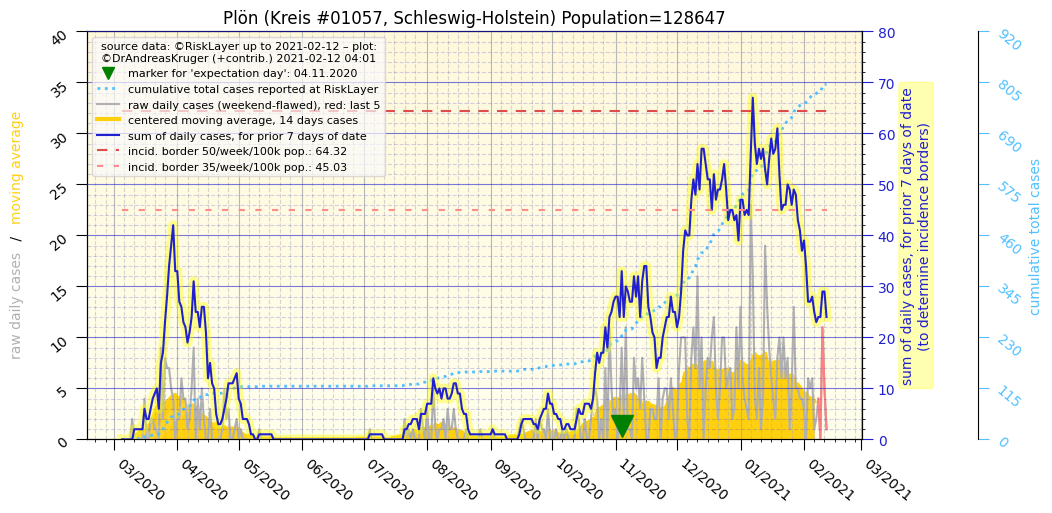 Plön (Kreis #01057, Schleswig-Holstein) Population=128647
source data: ©RiskLayer up to 2021-02-12 – plot:
©DrAndreasKruger (+contrib.) 2021-02-12 04:01
marker for 'expectation day': 04.11.2020
cumulative total cases reported at RiskLayer
raw daily cases (weekend-flawed), red: last 5
centered moving average, 14 days cases
sum of daily cases, for prior 7 days of date
incid. border 50/week/100k pop.: 64.32
incid. border 35/week/100k pop.: 45.03
raw daily cases / moving average
40
35
30
25
20
15
10
5
0
03/2020
04/2020
05/2020
06/2020
07/2020
08/2020
09/2020
10/2020
11/2020
12/2020
01/2021
02/2021
03/2021
80
70
60
50
40
30
20
10
0
sum of daily cases, for prior 7 days of date
(to determine incidence borders)
920
805
690
575
460
345
230
115
0
cumulative total cases